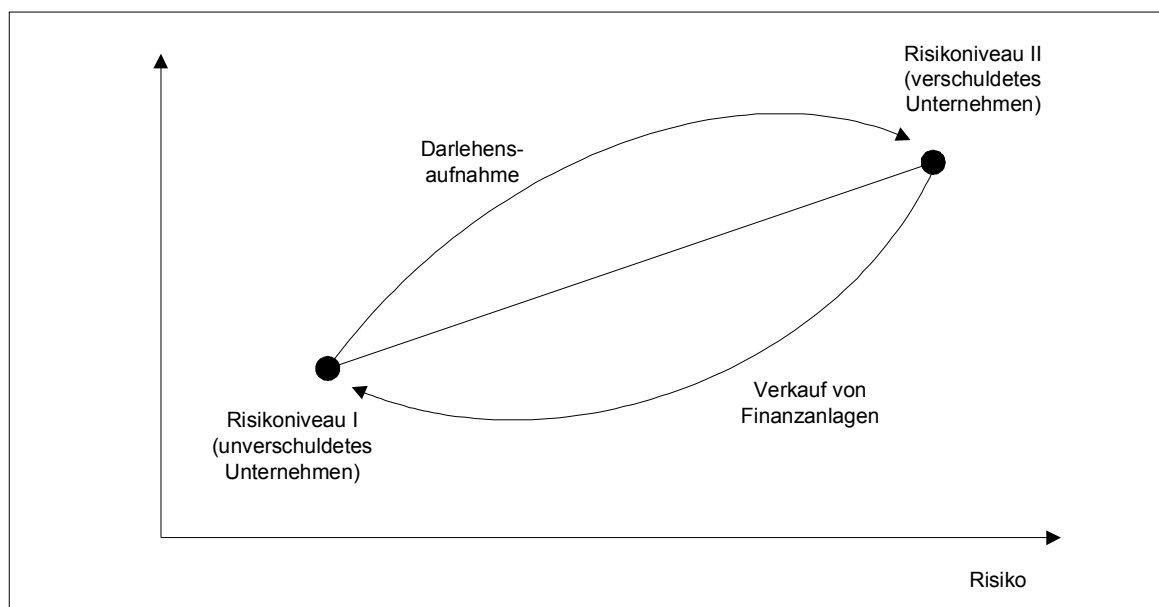 Risikoniveau II
(verschuldetes
Unternehmen)
Darlehens-
aufnahme
Verkauf von
Finanzanlagen
Risikoniveau I
(unverschuldetes
Unternehmen)
Risiko